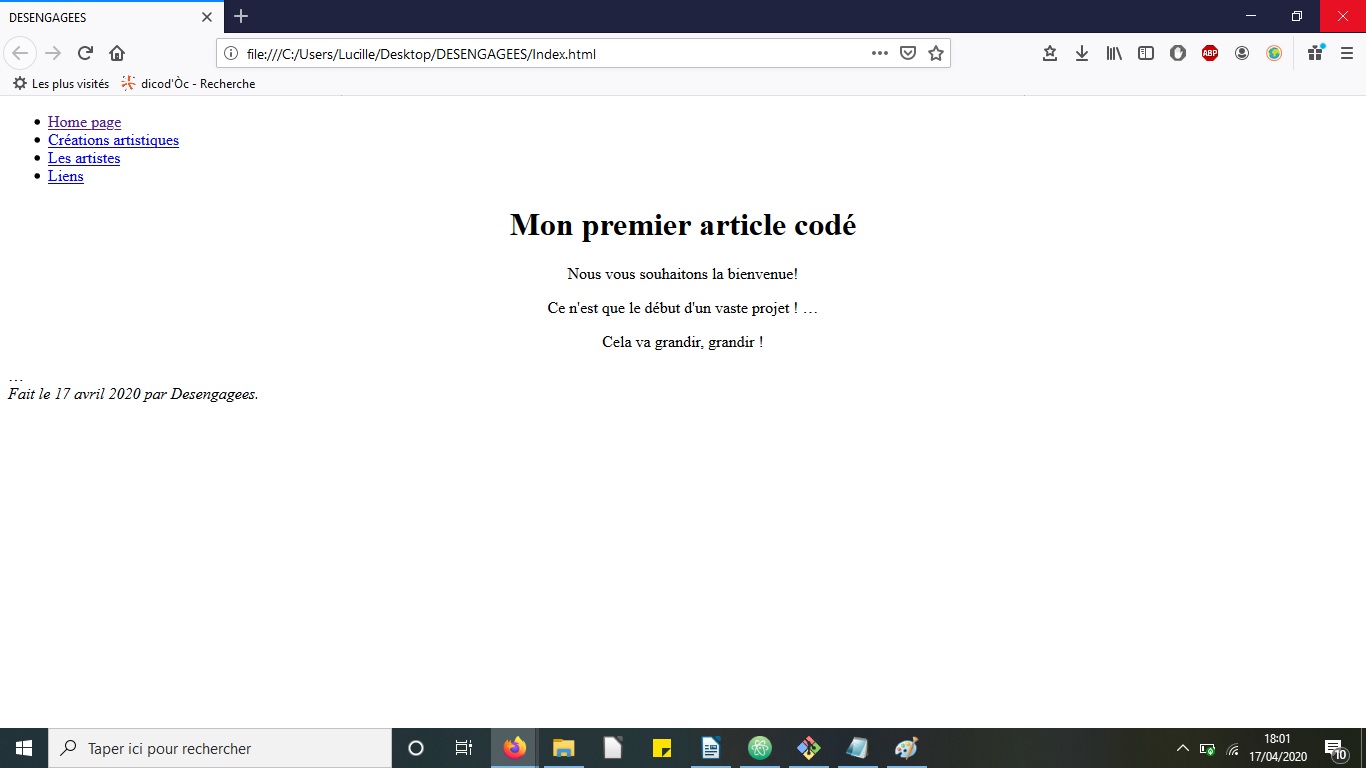 DESENGAGEES
file:///C:/Users/Lucille/Desktop/DESENGAGEES/Index.html
ABP
Les plus visités
dicod'Òc - Recherche
Home page
Créations artistiques
Les artistes
Liens
Mon premier article codé
Nous vous souhaitons la bienvenue!
Ce n'est que le début d'un vaste projet ! …
Cela va grandir, grandir !
…
Fait le 17 avril 2020 par Desengagees.
Taper ici pour rechercher
18:01
17/04/2020
10